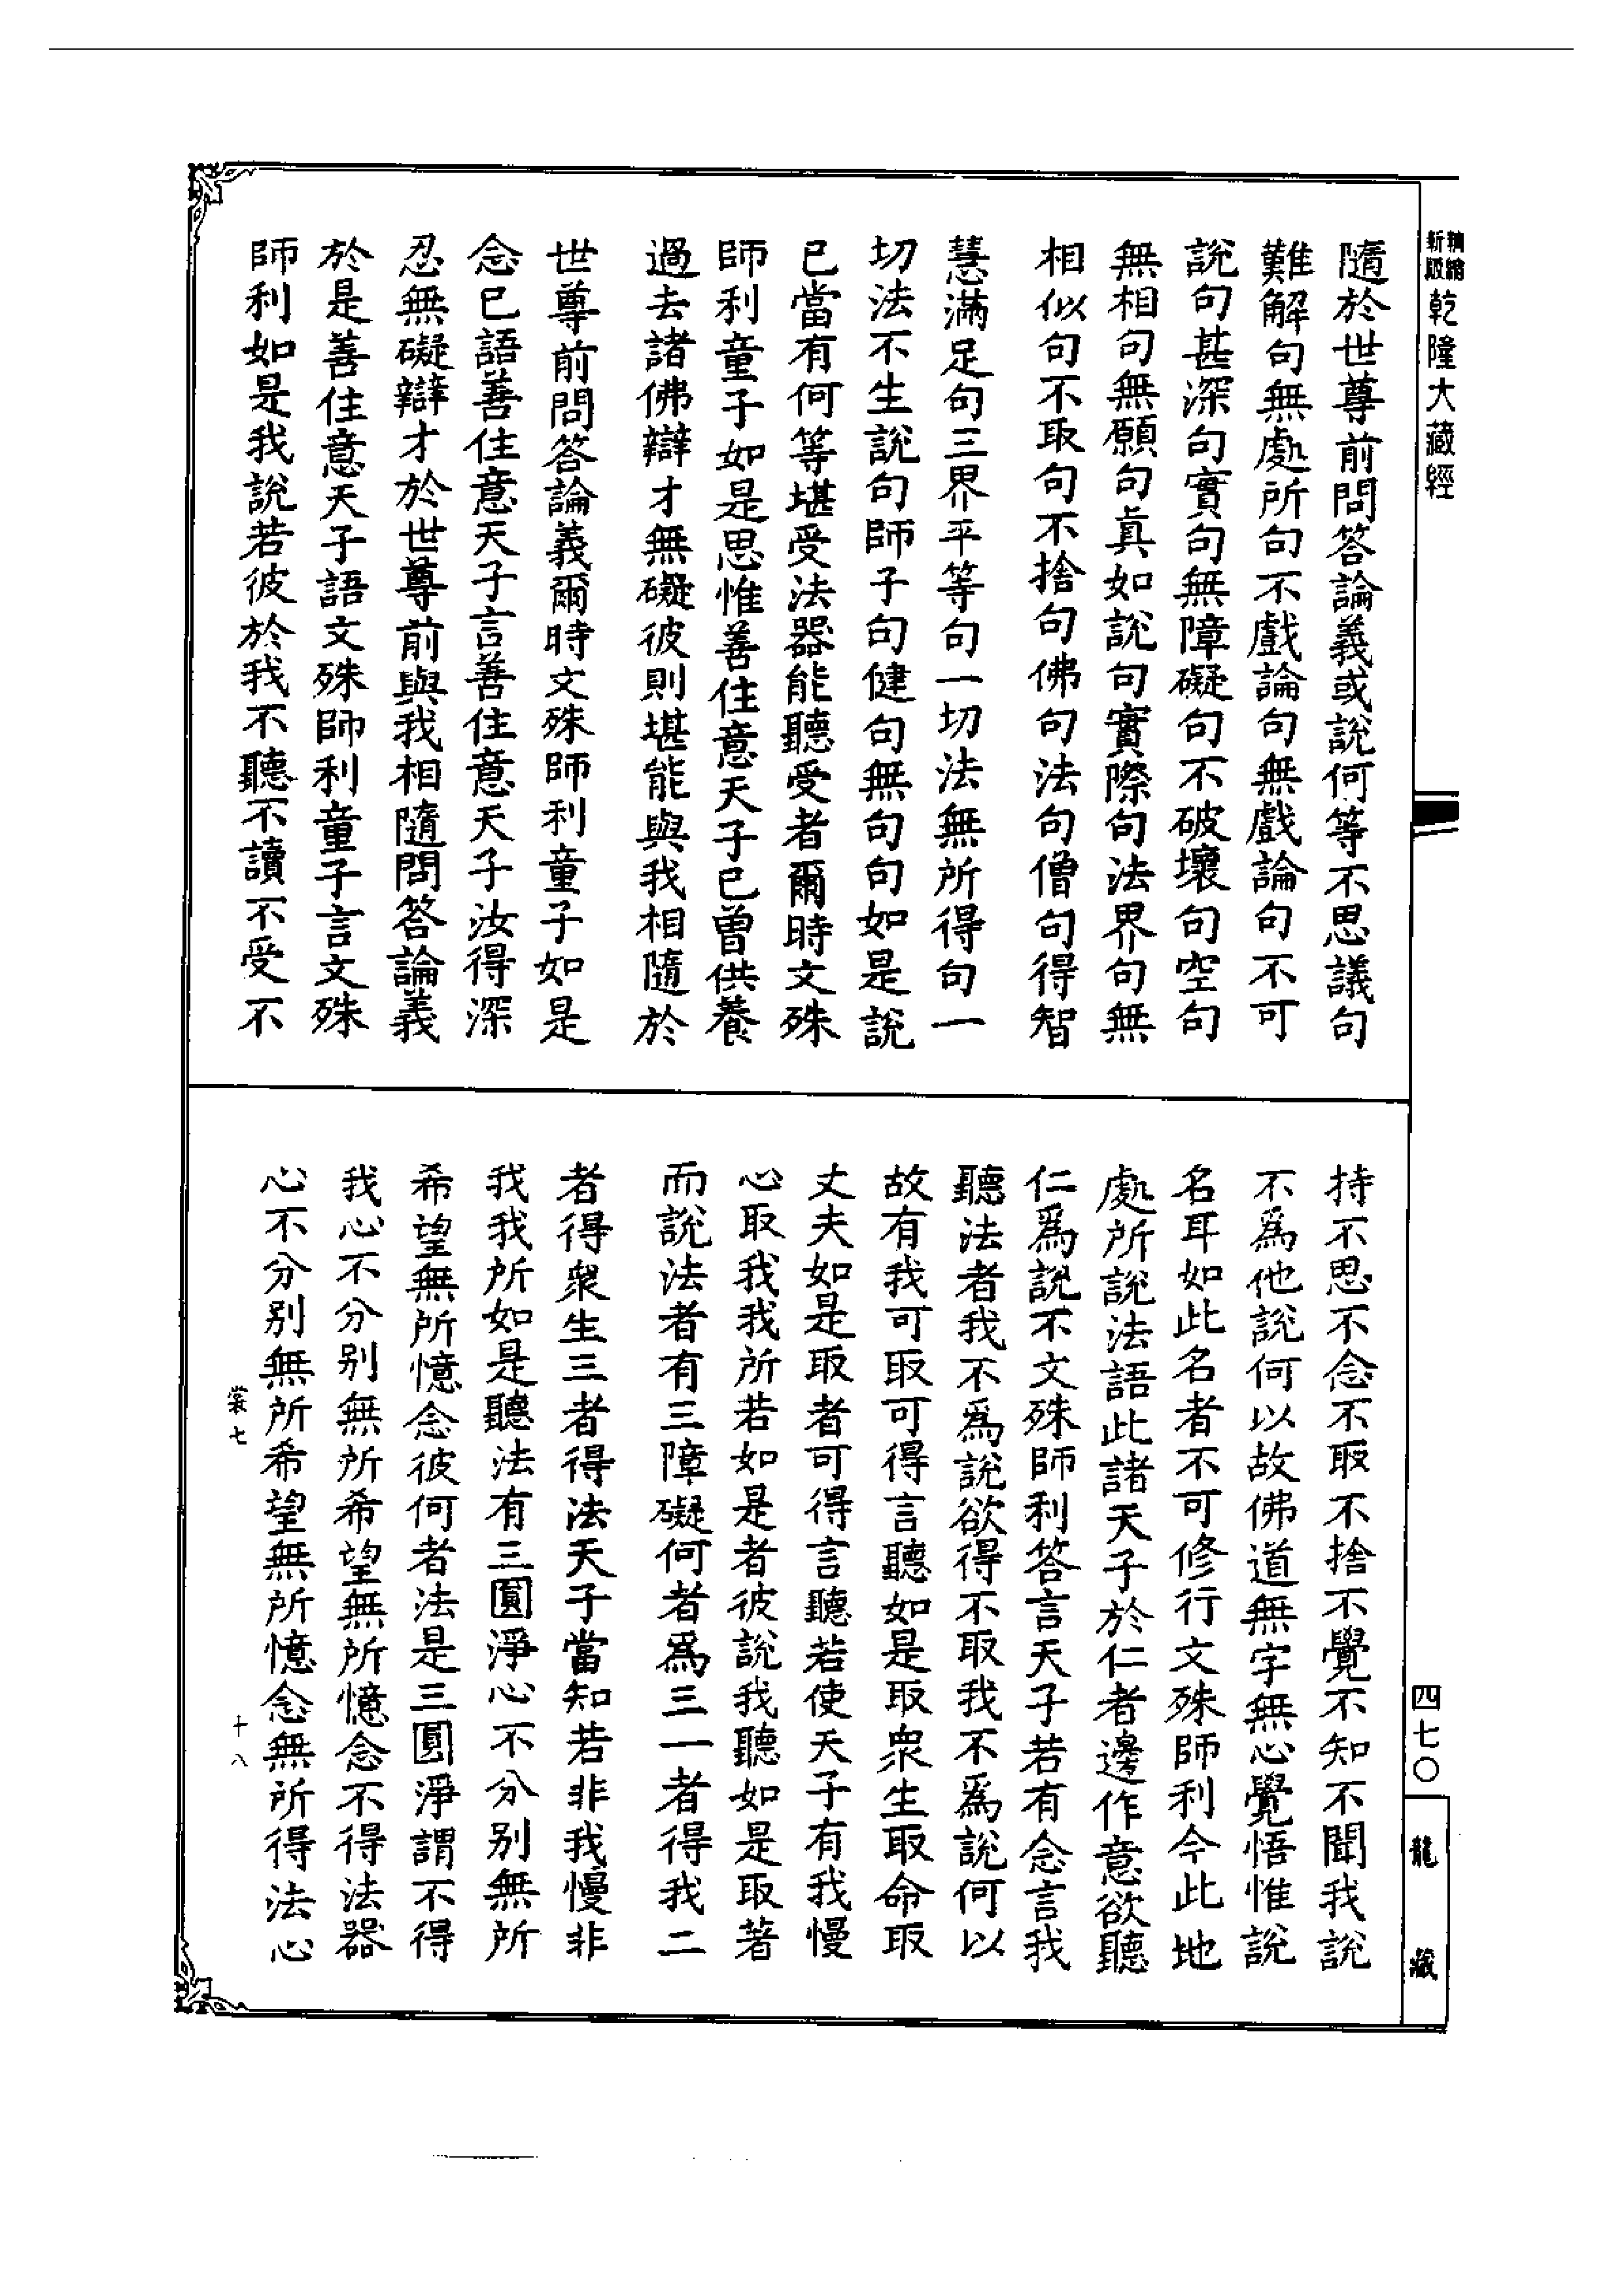 精繕
新版
乾隆大藏經
隨於世尊前問答論義或說何等不思議句
難解句無處所句不戲論句無戲論句不可
說句甚深句實句無障礙句不破壞句空句
無相句無願句真如說句實際句法界句無
相似句不取句不捨句佛句法句僧句得智
慧滿足句三界平等句一切法無所得句一
切法不生說句師子句健句無句句如是說
已當有何等堪受法器能聽受者爾時文殊
師利童子如是思惟善住意天子已曾供養
過去諸佛辯才無礙彼則堪能與我相隨於
世尊前問答論義爾時文殊師利童子如是
念已語善住意天子言善住意天子汝得深
忍無礙辯才於世尊前與我相隨問答論義
於是善住意天子語文殊師利童子言文殊
師利如是我說若彼於我不聽不讀不受不
持不思不念不取不捨不覺不知不聞我說
不爲他說何以故佛道無字無心覺悟惟說
名耳如此名者不可修行文殊師利今此地
處所說法語此諸天子於仁者邊作意欲聽
仁爲說不文殊師利答言天子若有念言我
聽法者我不爲說欲得不取我不爲說何以
故有我可取可得言聽如是取眾生取命取
丈夫如是取者可得言聽若使天子有我慢
心取我我所若如是者彼說我聽如是取著
而說法者有三障礙何者爲三一者得我二
者得衆生三者得法天子當知若非我慢非
我我所如是聽法有三圓淨心不分別無所
希望無所憶念彼何者法是三圓淨謂不得
我心不分別無所希望無所憶念不得法器
心不分別無所希望無所憶念無所得法心
裳七
十八
四七〇
龍藏